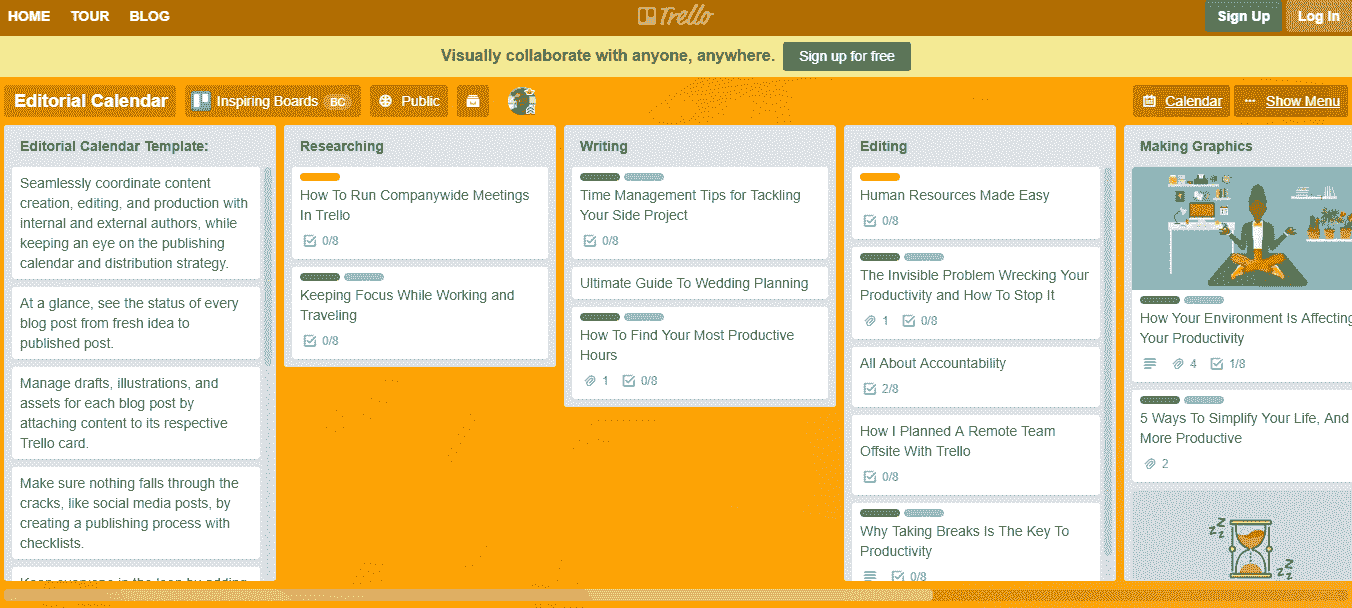 HOME TOUR BLOG
Trello
Sign Up Log In
Visually collaborate with anyone, anywhere. Sign up for free
Editorial Calendar
Inspiring Boards BC
Public
Calendar
··· Show Menu
Editorial Calendar Template:
Seamlessly coordinate content
creation, editing, and production with
internal and external authors, while
keeping an eye on the publishing
calendar and distribution strategy.
At a glance, see the status of every
blog post from fresh idea to
published post.
Manage drafts, illustrations, and
assets for each blog post by
attaching content to its respective
Trello card.
Make sure nothing falls through the
cracks, like social media posts, by
creating a publishing process with
checklists.
Keep everyone in the loop by adding
Researching
How To Run Companywide Meetings
In Trello
0/8
Keeping Focus While Working and
Traveling
0/8
Writing
Time Management Tips for Tackling
Your Side Project
0/8
Ultimate Guide To Wedding Planning
How To Find Your Most Productive
Hours
1 0/8
Editing
Human Resources Made Easy
0/8
The Invisible Problem Wrecking Your
Productivity and How To Stop It
1 0/8
All About Accountability
2/8
How I Planned A Remote Team
Offsite With Trello
0/8
Why Taking Breaks Is The Key To
Productivity
0/8
Making Graphics
How Your Environment Is Affecting
Your Productivity
4 1/8
5 Ways To Simplify Your Life, And
More Productive
2
zzz
zzz